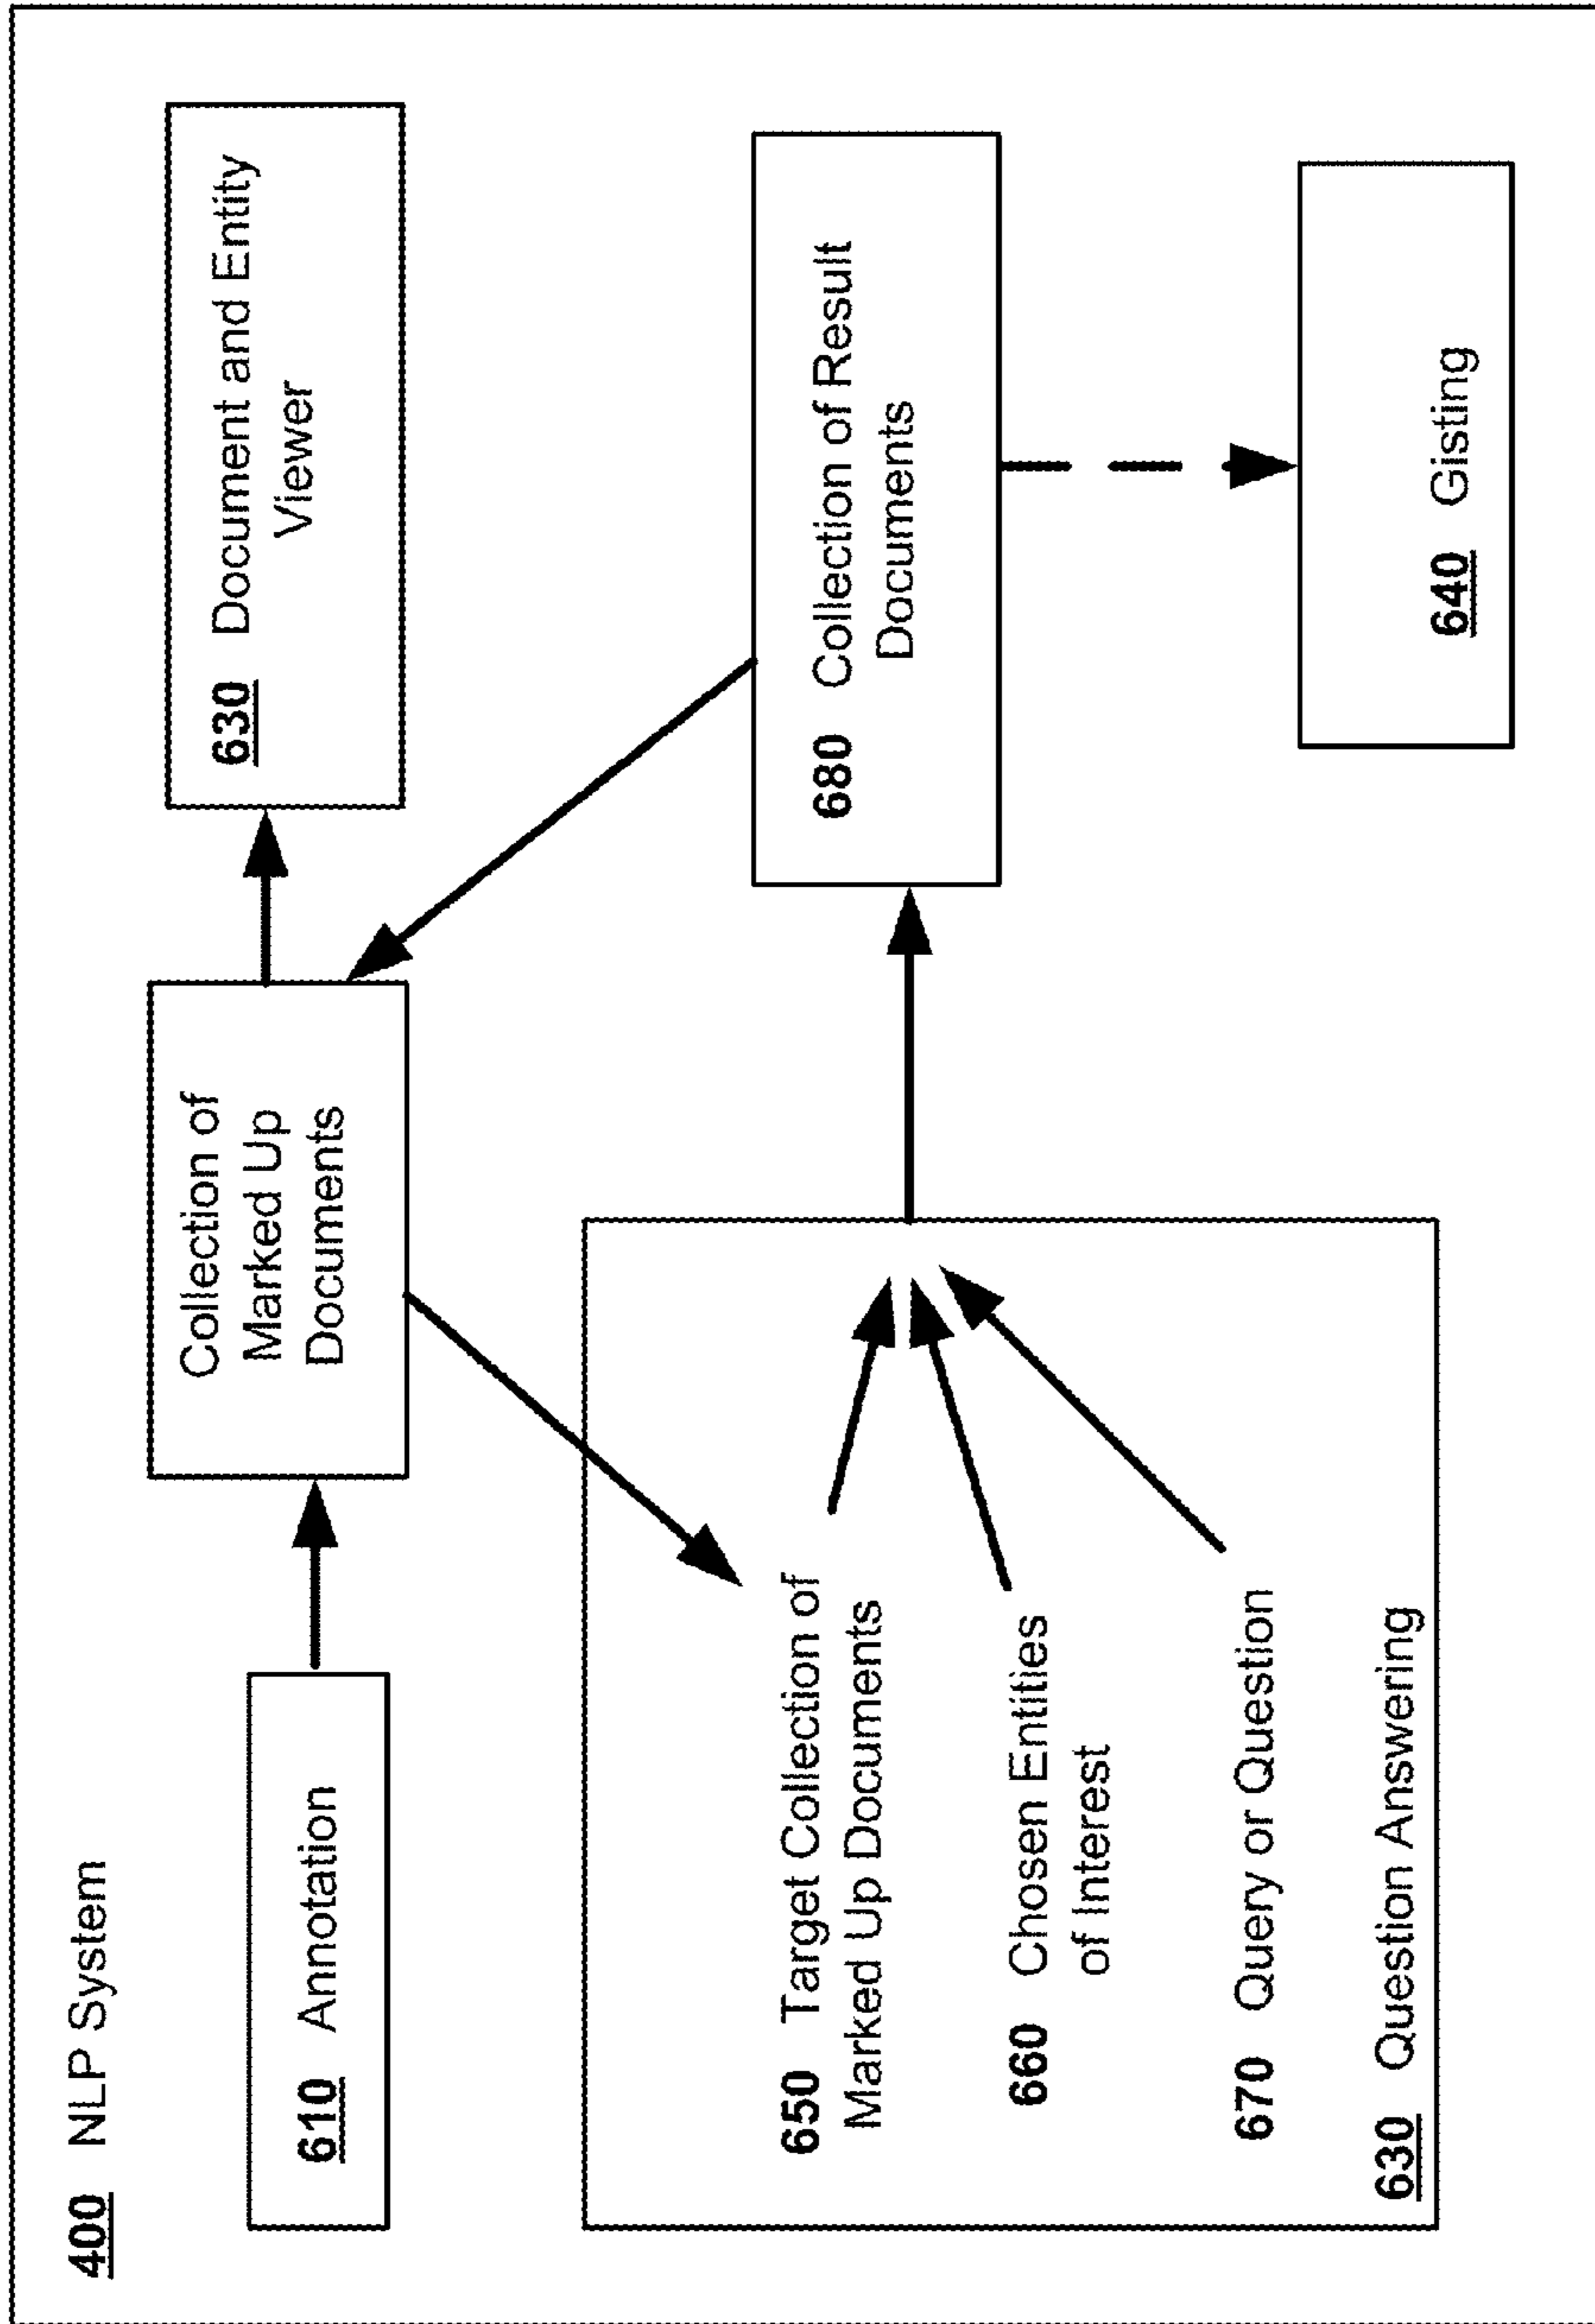 400 NLP System
610 Annotation
Collection of
Marked Up
Documents
630 Document and Entity
Viewer
650 Target Collection of
Marked Up Documents
660 Chosen Entities
of Interest
670 Query or Question
630 Question Answering
680 Collection of Result
Documents
640 Gisting